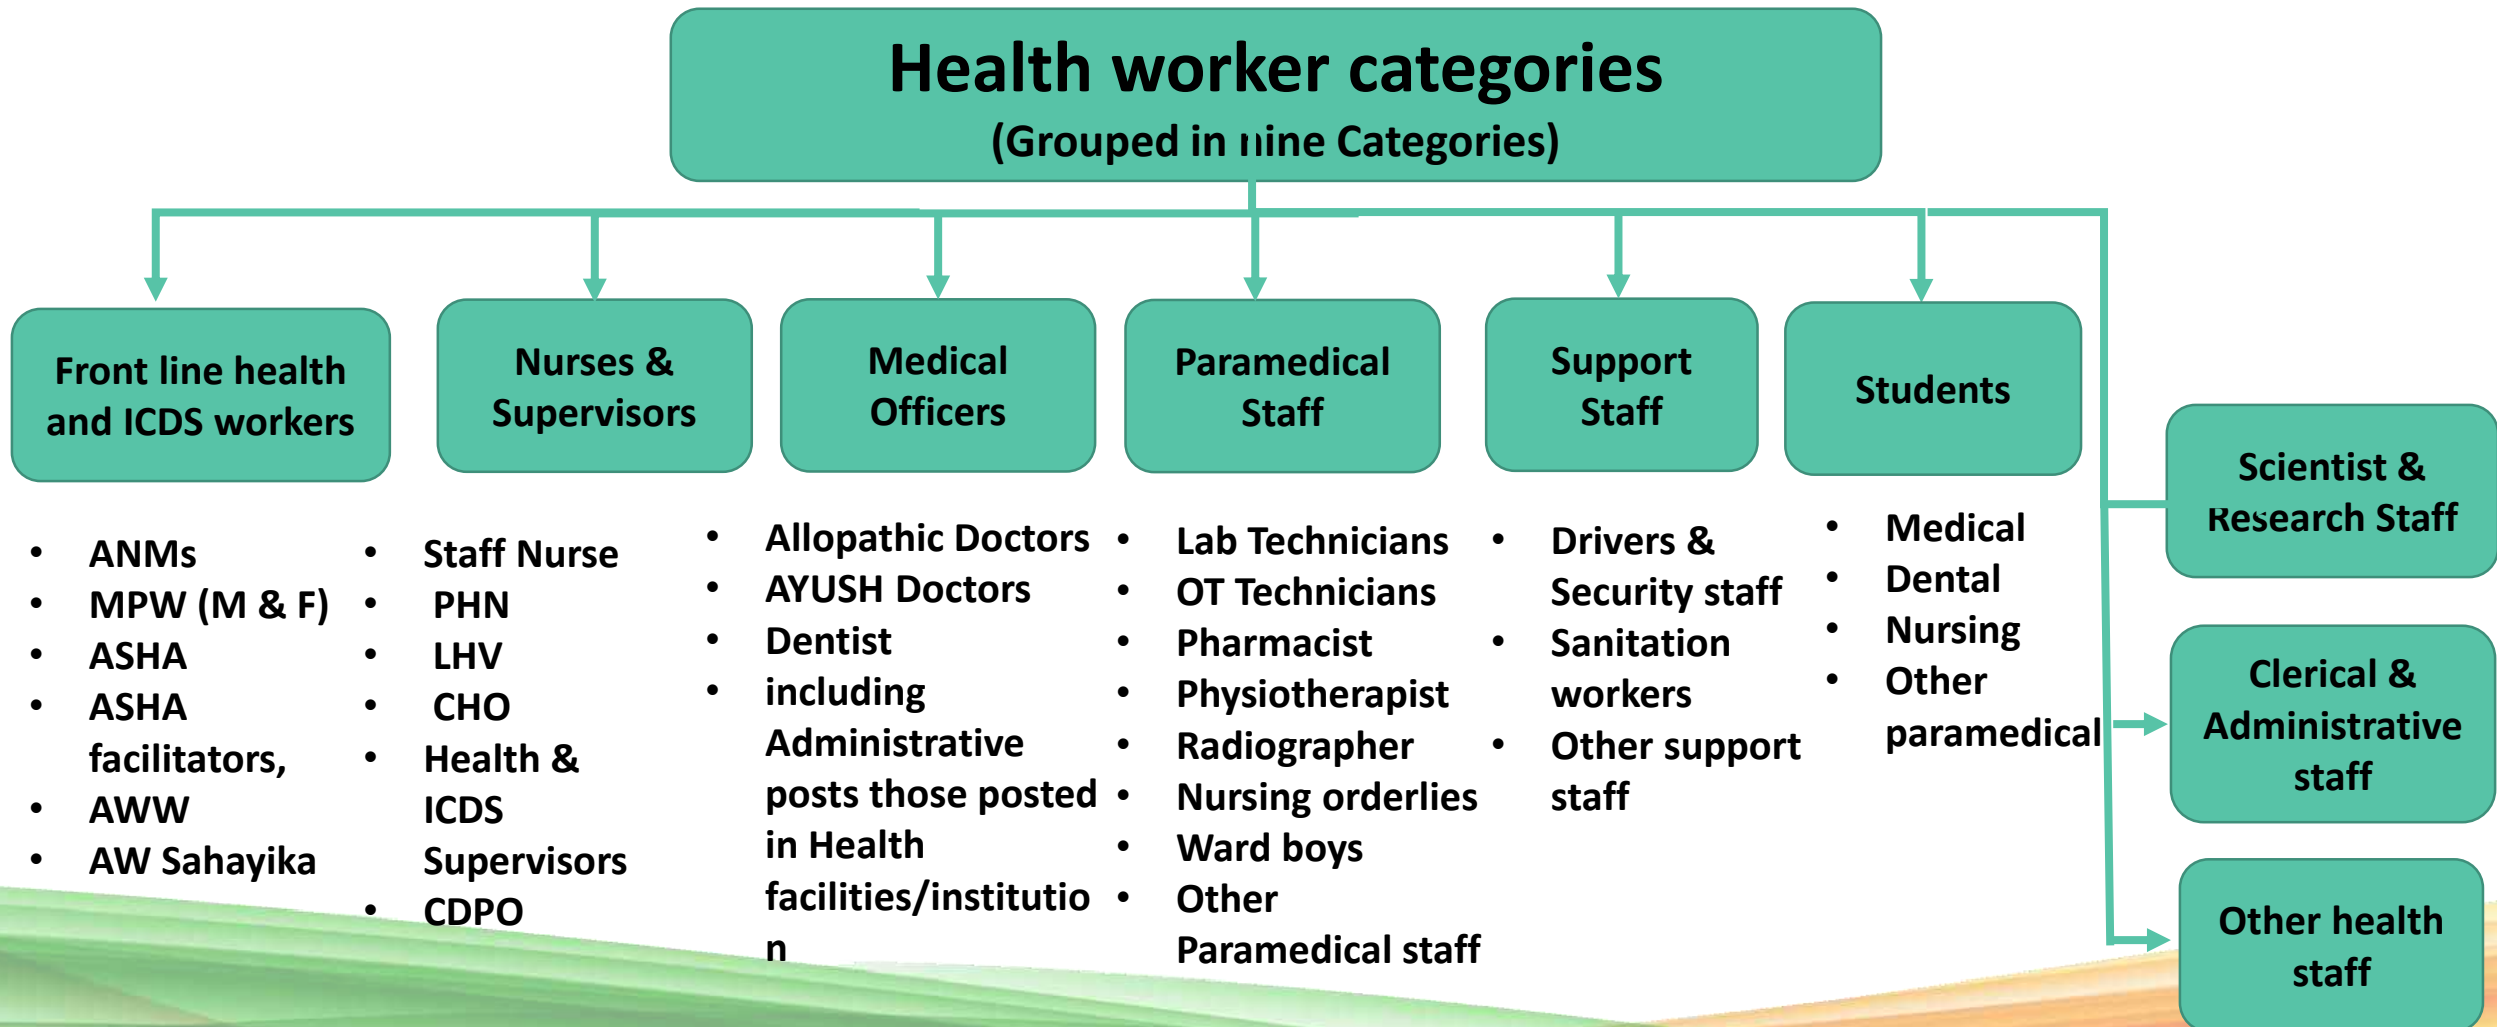 Health worker categories
(Grouped in nine Categories)
Front line health
and ICDS workers
• ANMs
• MPW (M & F)
• ASHA
• ASHA
facilitators,
• AWW
• AW Sahayika
Nurses &
Supervisors
• Staff Nurse
• PHN
• LHV
• CHO
• Health &
ICDS
Supervisors
• CDPO
Medical
Officers
• Allopathic Doctors
• AYUSH Doctors
• Dentist
• including
Administrative
posts those posted
in Health
facilities/institutio
n
Paramedical
Staff
• Lab Technicians
• OT Technicians
• Pharmacist
• Physiotherapist
• Radiographer
• Nursing orderlies
• Ward boys
• Other
Paramedical staff
Support
Staff
• Drivers &
Security staff
• Sanitation
workers
• Other support
staff
Students
• Medical
• Dental
• Nursing
• Other
paramedical
Scientist &
Research Staff
Clerical &
Administrative
staff
Other health
staff